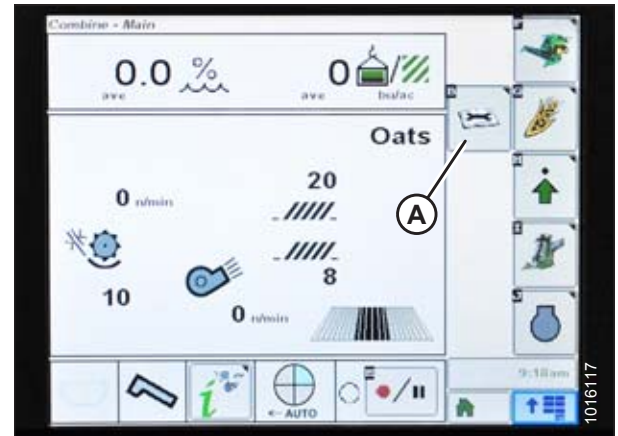 Combine - Main
0.0 %
ave
0
ave
bu/ac
Oats
20
0 n/min
8
10
0 n/min
A
i
<-- AUTO
/
9:18am
1016117